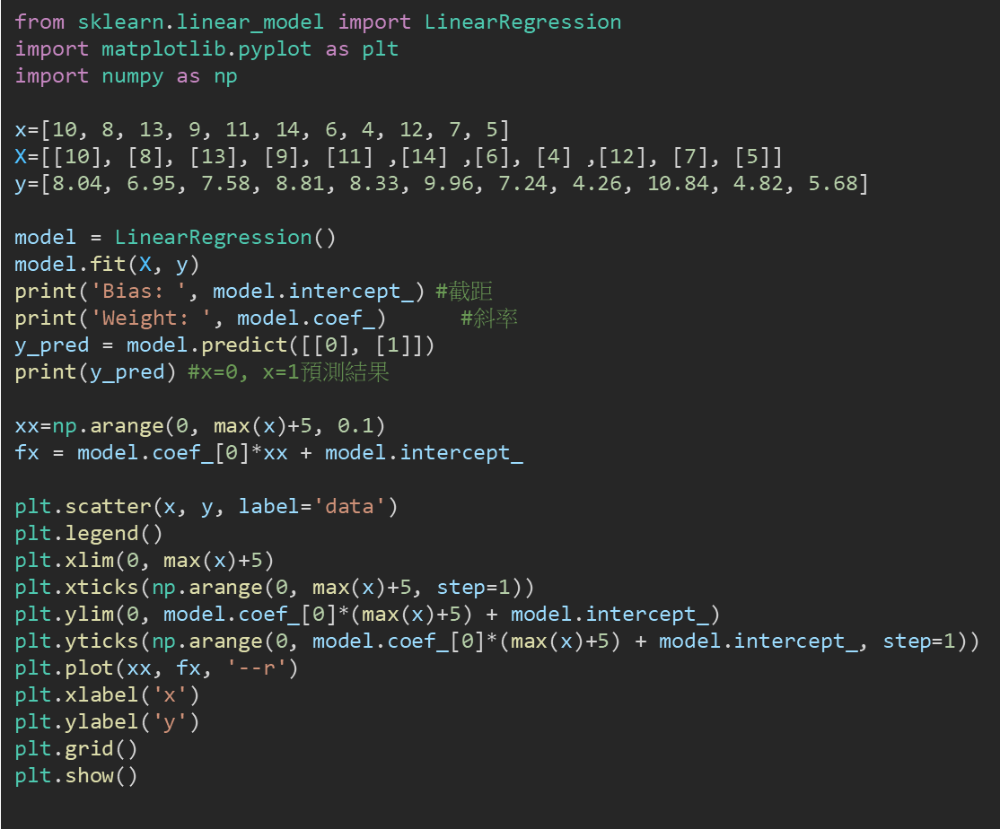 from sklearn.linear_model import LinearRegression
import matplotlib.pyplot as plt
import numpy as np
x=[10, 8, 13, 9, 11, 14, 6, 4, 12, 7, 5]
X=[[10], [8], [13], [9], [11] ,[14] ,[6], [4] ,[12], [7], [5]]
y=[8.04, 6.95, 7.58, 8.81, 8.33, 9.96, 7.24, 4.26, 10.84, 4.82, 5.68]
model = LinearRegression()
model.fit(X, y)
print('Bias: ', model.intercept_) #截距
print('Weight: ', model.coef_)      #斜率
y_pred = model.predict([[0], [1]])
print(y_pred) #x=0, x=1預測結果
xx=np.arange(0, max(x)+5, 0.1)
fx = model.coef_[0]*xx + model.intercept_
plt.scatter(x, y, label='data')
plt.legend()
plt.xlim(0, max(x)+5)
plt.xticks(np.arange(0, max(x)+5, step=1))
plt.ylim(0, model.coef_[0]*(max(x)+5) + model.intercept_)
plt.yticks(np.arange(0, model.coef_[0]*(max(x)+5) + model.intercept_, step=1))
plt.plot(xx, fx, '--r')
plt.xlabel('x')
plt.ylabel('y')
plt.grid()
plt.show()